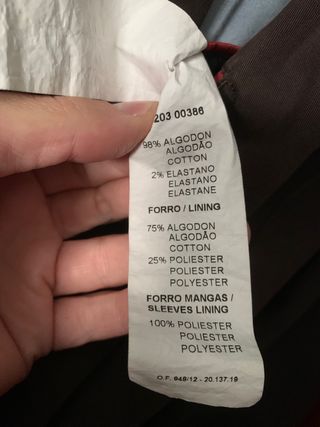 203 00386
98% ALGODON
ALGODÃO
COTTON
2% ELASTANO
ELASTANO
ELASTANE
FORRO / LINING
75% ALGODON
ALGODÃO
COTTON
25% POLIESTER
POLIESTER
POLYESTER
FORRO MANGAS /
SLEEVES LINING
100% POLIESTER
POLIESTER
POLYESTER
O.F. 948/12 - 20.137.19